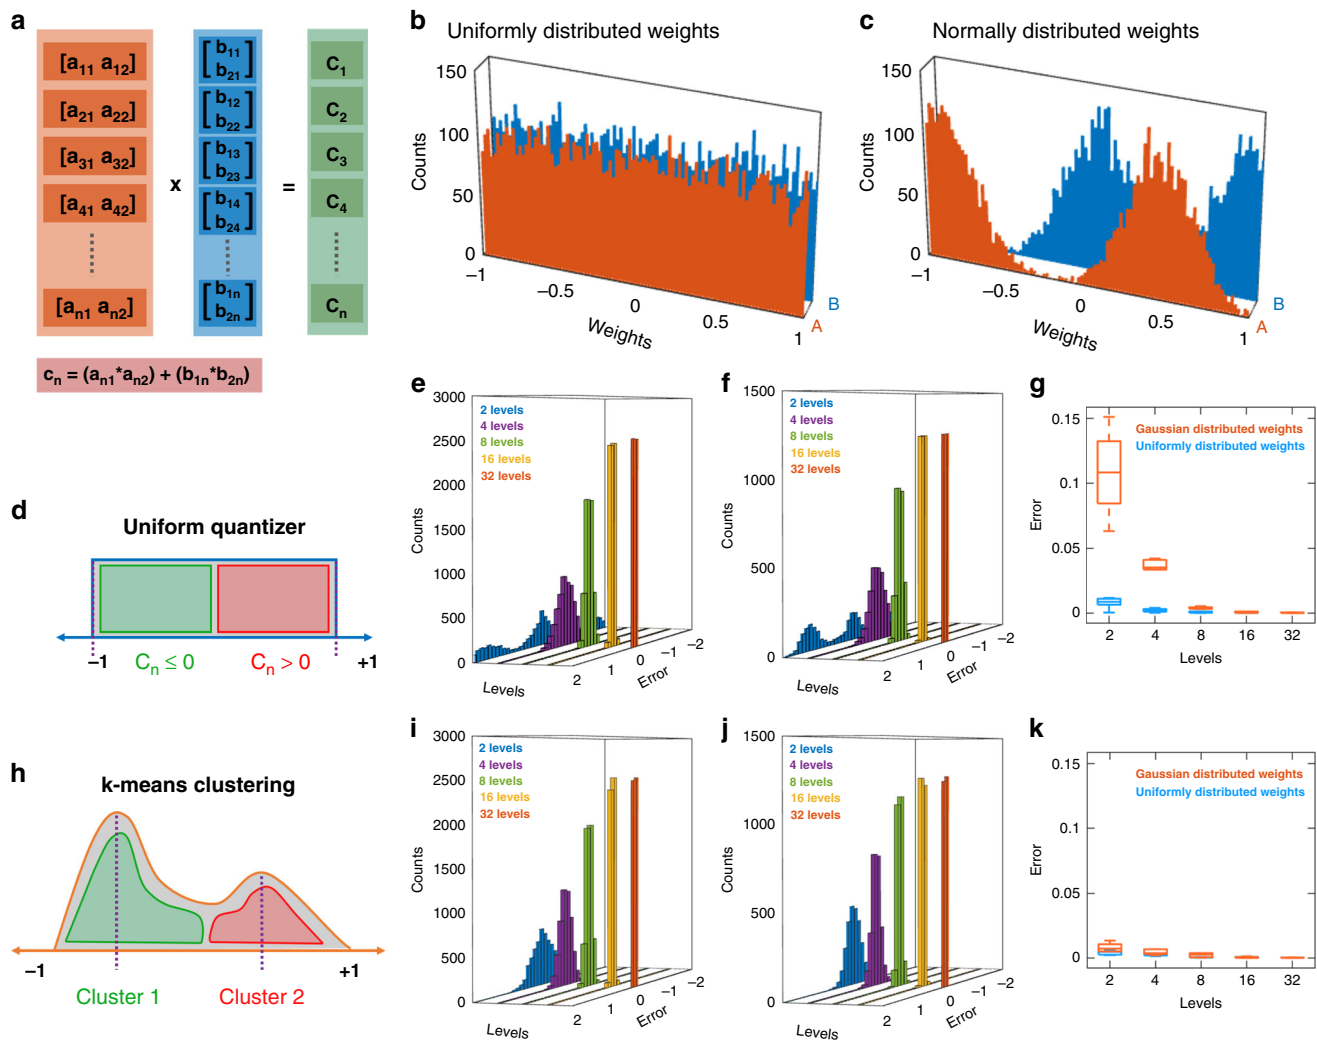 a
[a11 a12]
[a21 a22]
[a31 a32]
[a41 a42]
[an1 an2]
x
b11
b21
b12
b22
b13
b23
b14
b24
b1n
b2n
=
C1
C2
C3
C4
Cn
cn = (an1*an2) + (b1n*b2n)
b Uniformly distributed weights
150
100
50
0
Counts
−1
−0.5
0
0.5
1
Weights
A
B
c Normally distributed weights
150
100
50
0
Counts
−1
−0.5
0
0.5
1
Weights
A
B
d
Uniform quantizer
−1
Cn ≤ 0
Cn > 0
+1
e
3000
2500
2000
1500
1000
500
0
Counts
2 levels
4 levels
8 levels
16 levels
32 levels
Levels
2
1
0
−1
−2
Error
f
1500
1000
500
0
Counts
2 levels
4 levels
8 levels
16 levels
32 levels
Levels
2
1
0
−1
−2
Error
g
0.15
0.1
0.05
0
Error
Gaussian distributed weights
Uniformly distributed weights
2 4 8 16 32
Levels
h
k-means clustering
−1
+1
Cluster 1
Cluster 2
i
3000
2500
2000
1500
1000
500
0
Counts
2 levels
4 levels
8 levels
16 levels
32 levels
Levels
2
1
0
−1
−2
Error
j
1500
1000
500
0
Counts
2 levels
4 levels
8 levels
16 levels
32 levels
Levels
2
1
0
−1
−2
Error
k
0.15
0.1
0.05
0
Error
Gaussian distributed weights
Uniformly distributed weights
2 4 8 16 32
Levels